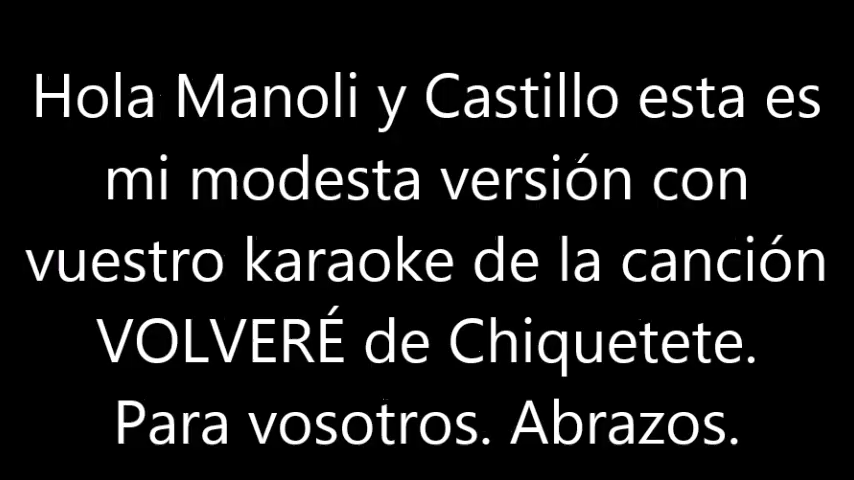 Hola Manoli y Castillo esta es
mi modesta versión con
vuestro karaoke de la canción
VOLVERÉ de Chiquetete.
Para vosotros. Abrazos.